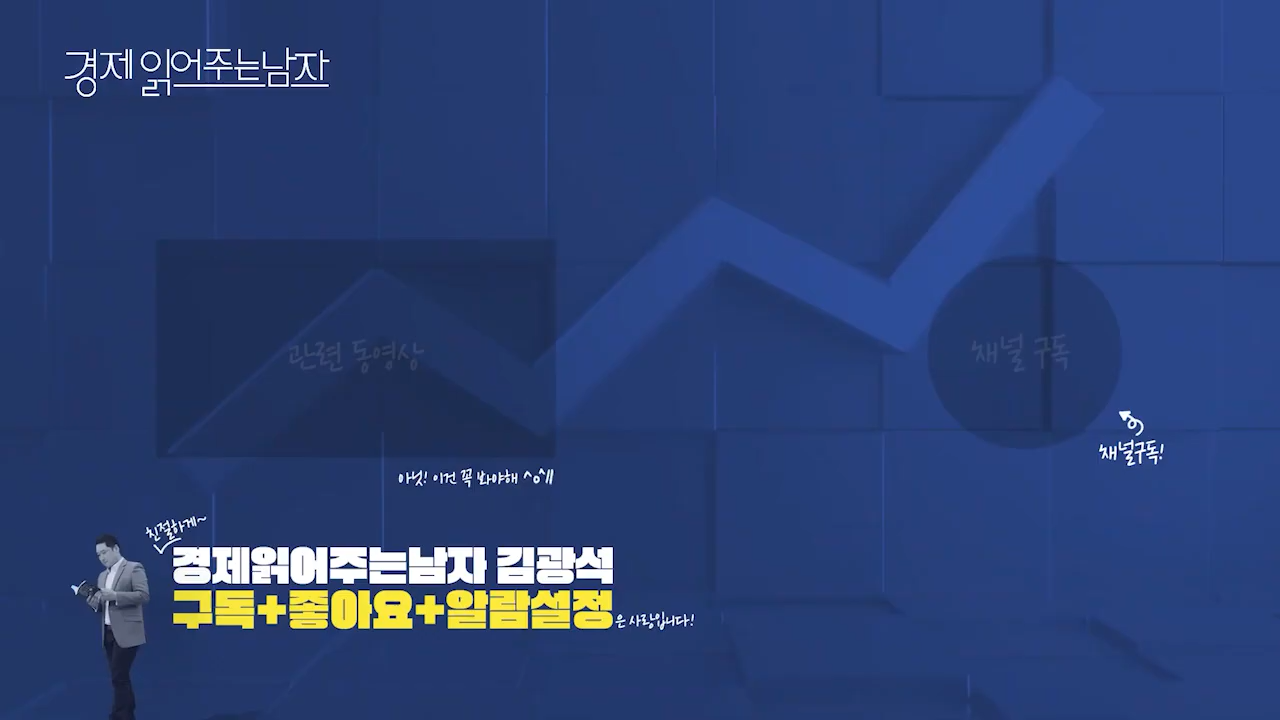 경제 읽어주는남자
관련 동영상
채널 구독
채널구독!
아닛! 이건 꼭 봐야해 ^o^//
친절하게~
경제읽어주는남자 김광석
구독+좋아요+알람설정은 사랑입니다!